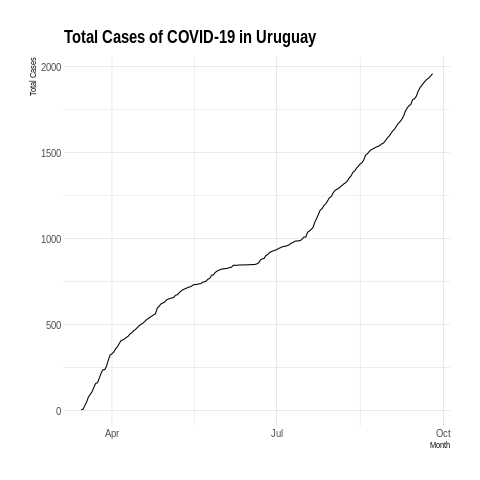 Total Cases of COVID-19 in Uruguay
Total Cases
2000
1500
1000
500
0
Apr
Jul
Oct
Month